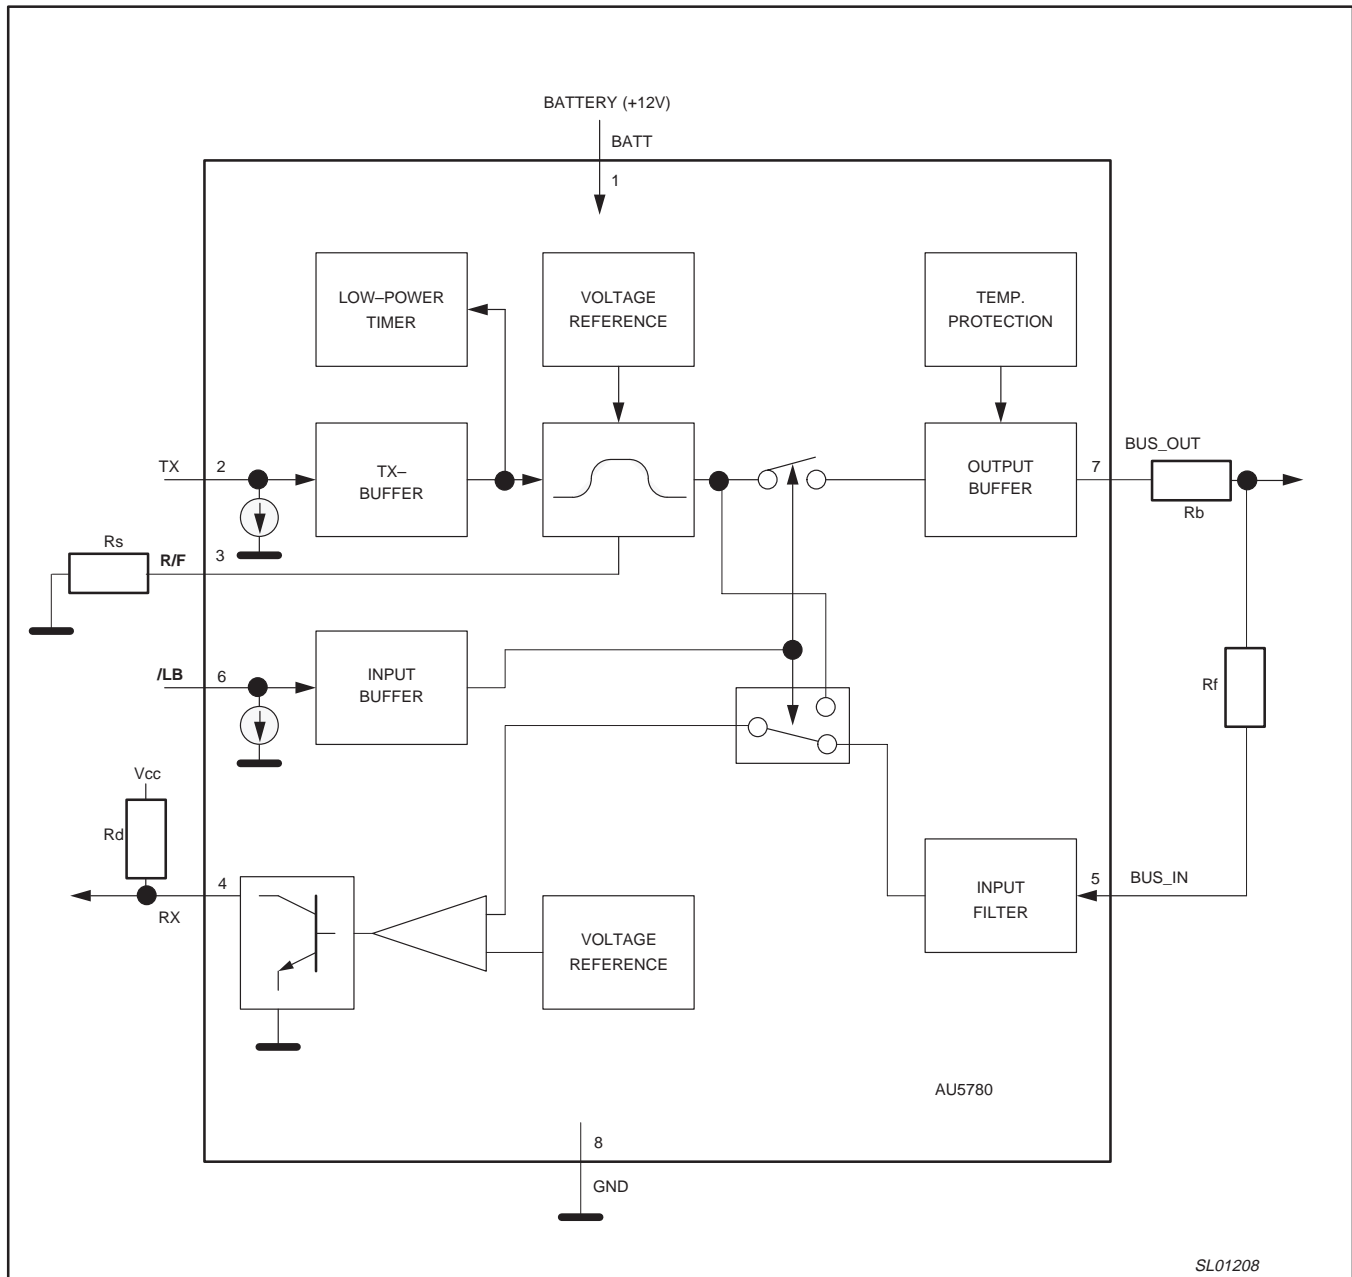 BATTERY (+12V)
BATT
1
LOW–POWER
TIMER
VOLTAGE
REFERENCE
TEMP.
PROTECTION
TX
2
TX–
BUFFER
OUTPUT
BUFFER
7
BUS_OUT
Rb
Rs
R/F
3
/LB
6
INPUT
BUFFER
Rf
Vcc
Rd
4
RX
VOLTAGE
REFERENCE
INPUT
FILTER
5
BUS_IN
AU5780
8
GND
SL01208